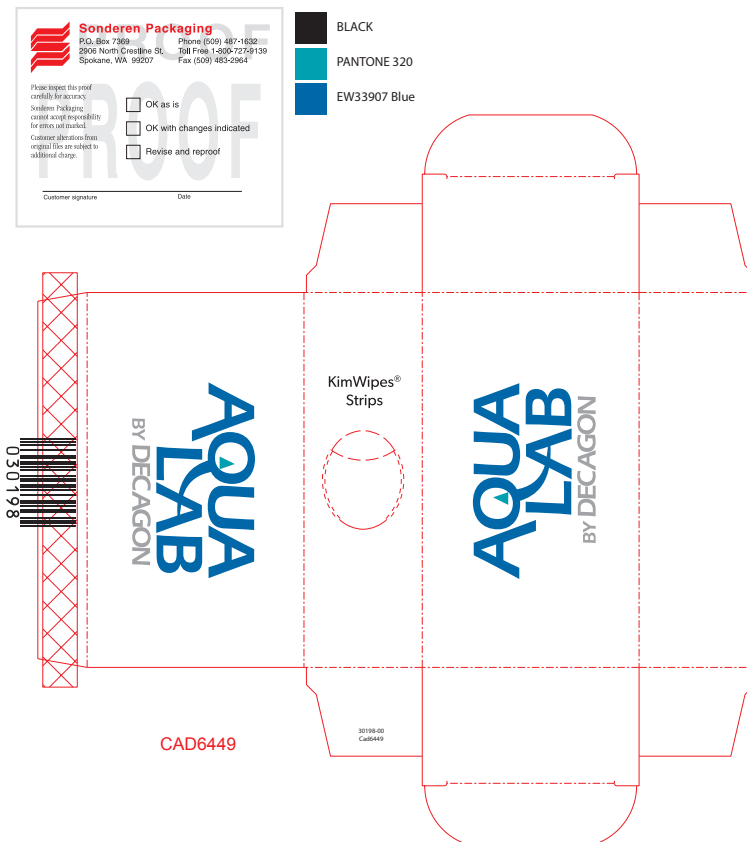 PROOF
Sonderen Packaging
P.O. Box 7369 Phone (509) 487-1632
2906 North Crestline St. Toll Free 1-800-727-9139
Spokane, WA 99207 Fax (509) 483-2964
PROOF
Please inspect this proof
carefully for accuracy.
Sonderen Packaging
cannot accept responsibility
for errors not marked.
Customer alterations from
original files are subject to
additional charge.
OK as is
OK with changes indicated
Revise and reproof
Customer signature Date
BLACK
PANTONE 320
EW33907 Blue
030198
AQUA
LAB
BY DECAGON
KimWipes®
Strips
AQUA
LAB
BY DECAGON
CAD6449
30198-00
Cad6449